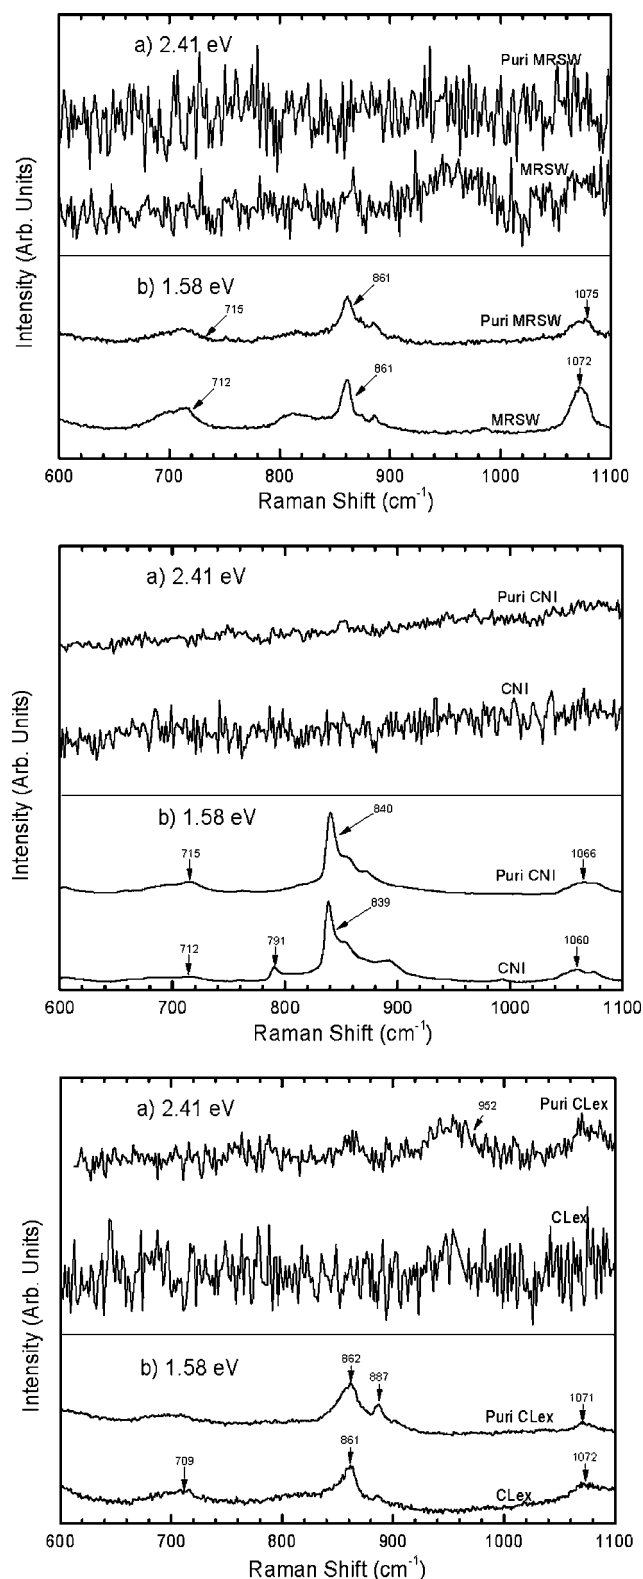 a) 2.41 eV
Puri MRSW
MRSW
Intensity (Arb. Units)
b) 1.58 eV
861
715
1075
Puri MRSW
1072
712
861
MRSW
600 700 800 900 1000 1100
Raman Shift (cm⁻¹)
a) 2.41 eV
Puri CNI
CNI
Intensity (Arb. Units)
b) 1.58 eV
840
715
1066
Puri CNI
839
712
791
1060
CNI
600 700 800 900 1000 1100
Raman Shift (cm⁻¹)
a) 2.41 eV
Puri CLex
952
CLex
Intensity (Arb. Units)
b) 1.58 eV
862
887
1071
Puri CLex
709
861
1072
CLex
600 700 800 900 1000 1100
Raman Shift (cm⁻¹)